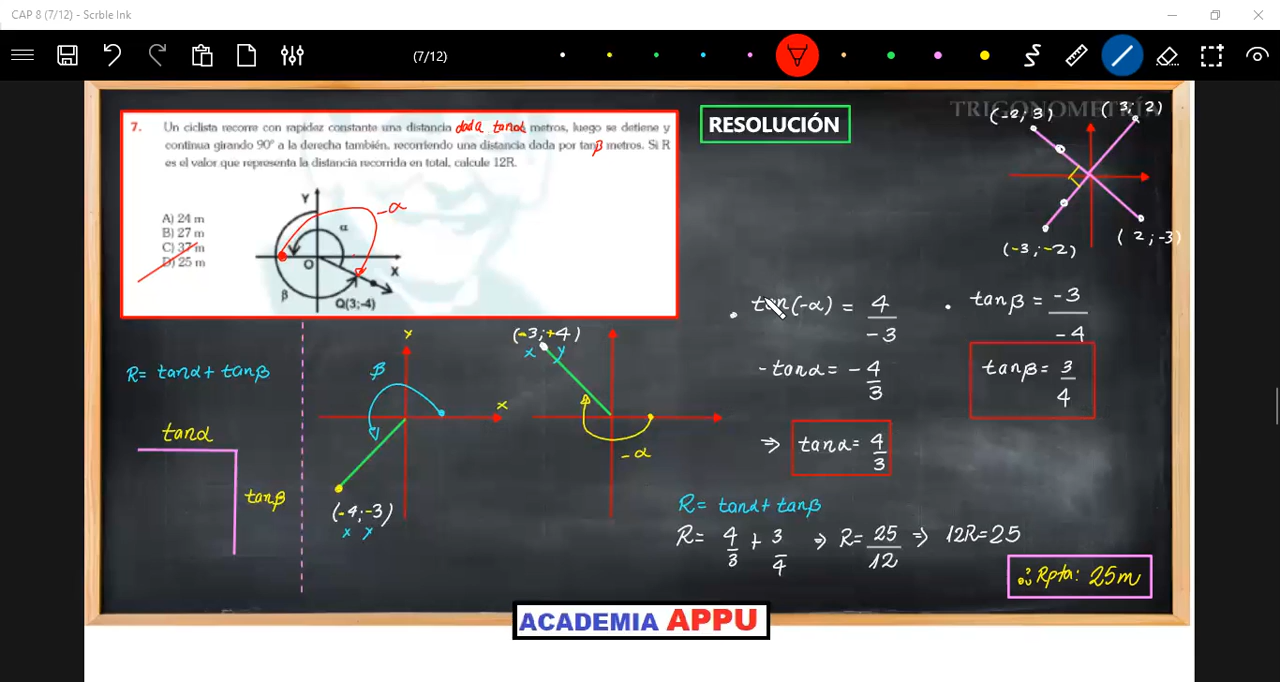 CAP 8 (7/12) - Scrble Ink
(7/12)
TRIGONOMETRÍA
7. Un ciclista recorre con rapidez constante una distancia dada tanα metros, luego se detiene y
continua girando 90° a la derecha también, recorriendo una distancia dada por tanβ metros. Si R
es el valor que representa la distancia recorrida en total, calcule 12R.
A) 24 m
B) 27 m
C) 37 m
D) 25 m
Y
α
-α
O
X
β
Q(3;-4)
RESOLUCIÓN
(-2; 3)
(3; 2)
(-3; -2)
(2; -3)
R= tanα + tanβ
tanα
tanβ
y
β
x
(-4;-3)
x y
(-3;+4)
x y
-α
tan(-α) = 4/-3
-tanα = -4/3
⇒ tanα = 4/3
tanβ = -3/-4
tanβ = 3/4
R= tanα + tanβ
R= 4/3 + 3/4 ⇒ R= 25/12 ⇒ 12R=25
∴ Rpta: 25m
ACADEMIA APPU